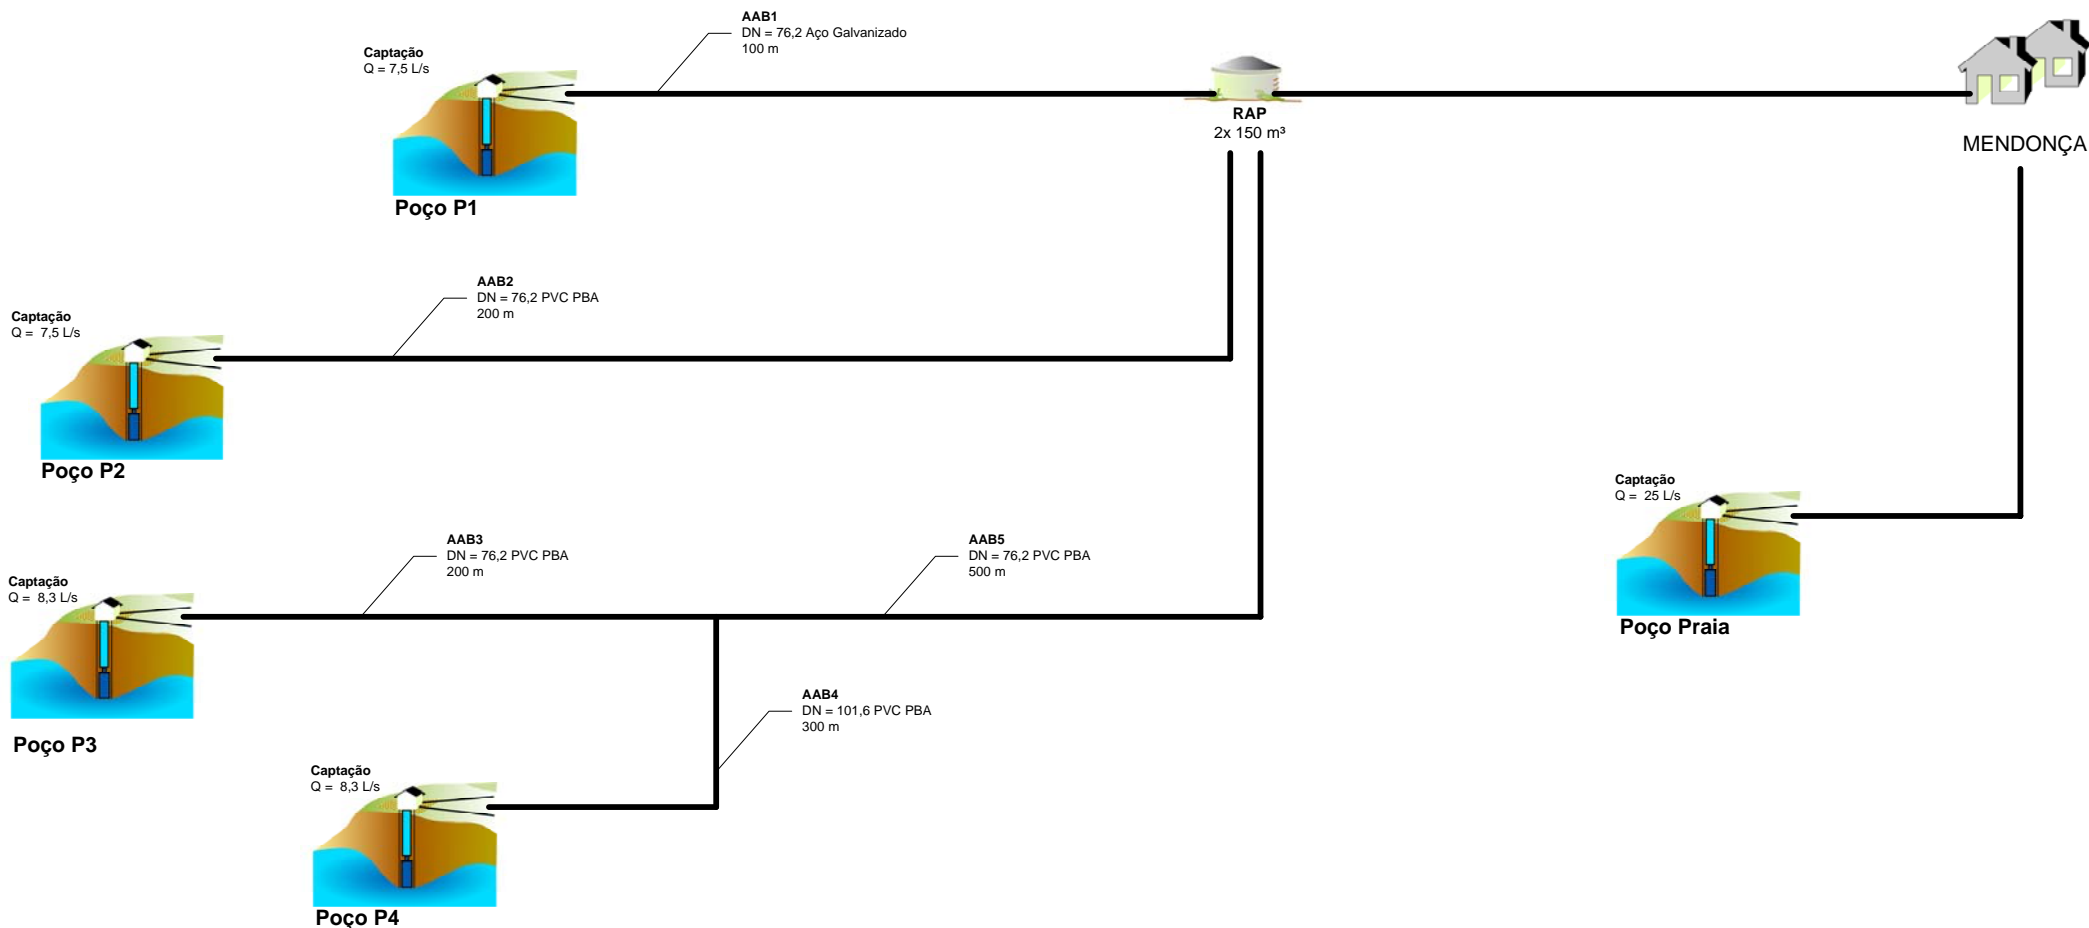 AAB1
DN = 76,2 Aço Galvanizado
100 m
Captação
Q = 7,5 L/s
Poço P1
RAP
2x 150 m³
MENDONÇA
AAB2
DN = 76,2 PVC PBA
200 m
Captação
Q = 7,5 L/s
Poço P2
Captação
Q = 25 L/s
Poço Praia
AAB3
DN = 76,2 PVC PBA
200 m
AAB5
DN = 76,2 PVC PBA
500 m
Captação
Q = 8,3 L/s
Poço P3
AAB4
DN = 101,6 PVC PBA
300 m
Captação
Q = 8,3 L/s
Poço P4